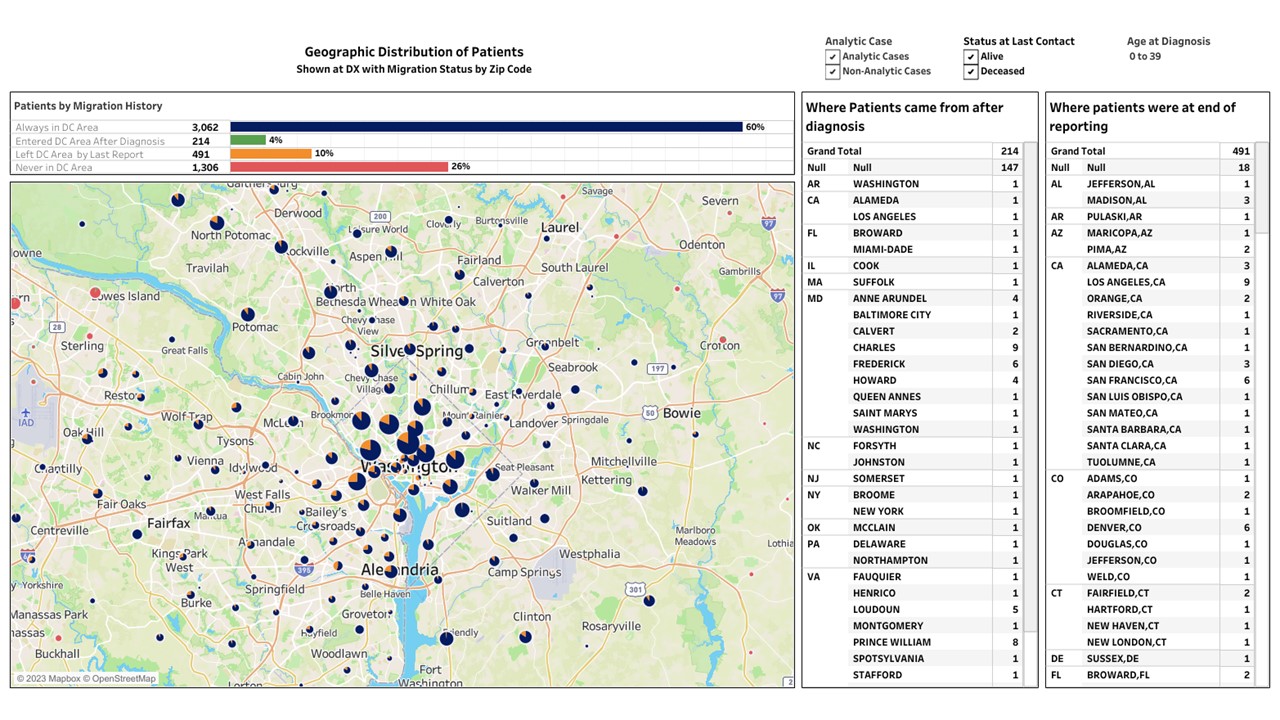 Geographic Distribution of Patients
Shown at DX with Migration Status by Zip Code
Analytic Case
Analytic Cases
Non-Analytic Cases
Status at Last Contact
Alive
Deceased
Age at Diagnosis
0 to 39
Patients by Migration History
Always in DC Area 3,062 60%
Entered DC Area After Diagnosis 214 4%
Left DC Area by Last Report 491 10%
Never in DC Area 1,306 26%
Gaithersburg
Savage
Severn
Derwood
200
Leisure World
Cloverly
Burtonsville
Laurel
97
North Potomac
Rockville
Aspen Hill
Fairland
Odenton
Travilah
Calverton
South Laurel
Gambrills
North
Bethesda
Wheaton
White Oak
97
Lowes Island
28
Potomac
Chevy Chase
View
Sterling
Great Falls
Silver Spring
Greenbelt
Crofton
Seabrook
197
Cabin John
Chevy Chase
Village
Chillum
East Riverdale
Reston
IAD
Wolf Trap
McLean
Brookmont
Mount Rainier
Landover
Springdale
50
Bowie
Oak Hill
Tysons
Chantilly
Vienna
Idylwood
Washington
Seat Pleasant
Mitchellville
Kettering
Walker Mill
Fair Oaks
West Falls
Church
Mantua
Bailey's
Crossroads
Suitland
Centreville
Fairfax
Annandale
Marlboro
Meadows
Lothia
Kings Park
West
395
Alexandria
Westphalia
Camp Springs
Yorkshire
Springfield
Belle Haven
301
Burke
Groveton
Clinton
Rosaryville
Manassas Park
Hayfield
Friendly
Buckhall
Woodlawn
Fort
Washington
Lorton
© 2023 Mapbox © OpenStreetMap
Where Patients came from after
diagnosis
Grand Total 214
Null Null 147
AR WASHINGTON 1
CA ALAMEDA 1
LOS ANGELES 1
FL BROWARD 1
MIAMI-DADE 1
IL COOK 1
MA SUFFOLK 1
MD ANNE ARUNDEL 4
BALTIMORE CITY 1
CALVERT 2
CHARLES 9
FREDERICK 6
HOWARD 4
QUEEN ANNES 1
SAINT MARYS 1
WASHINGTON 1
NC FORSYTH 1
JOHNSTON 1
NJ SOMERSET 1
NY BROOME 1
NEW YORK 1
OK MCCLAIN 1
PA DELAWARE 1
NORTHAMPTON 1
VA FAUQUIER 1
HENRICO 1
LOUDOUN 5
MONTGOMERY 1
PRINCE WILLIAM 8
SPOTSYLVANIA 1
STAFFORD 1
Where patients were at end of
reporting
Grand Total 491
Null Null 18
AL JEFFERSON,AL 1
MADISON,AL 3
AR PULASKI,AR 1
AZ MARICOPA,AZ 1
PIMA,AZ 2
CA ALAMEDA,CA 3
LOS ANGELES,CA 9
ORANGE,CA 2
RIVERSIDE,CA 1
SACRAMENTO,CA 1
SAN BERNARDINO,CA 1
SAN DIEGO,CA 3
SAN FRANCISCO,CA 6
SAN LUIS OBISPO,CA 1
SAN MATEO,CA 1
SANTA BARBARA,CA 1
SANTA CLARA,CA 1
TUOLUMNE,CA 1
CO ADAMS,CO 1
ARAPAHOE,CO 2
BROOMFIELD,CO 1
DENVER,CO 6
DOUGLAS,CO 1
JEFFERSON,CO 1
WELD,CO 1
CT FAIRFIELD,CT 2
HARTFORD,CT 1
NEW HAVEN,CT 1
NEW LONDON,CT 1
DE SUSSEX,DE 1
FL BROWARD,FL 2